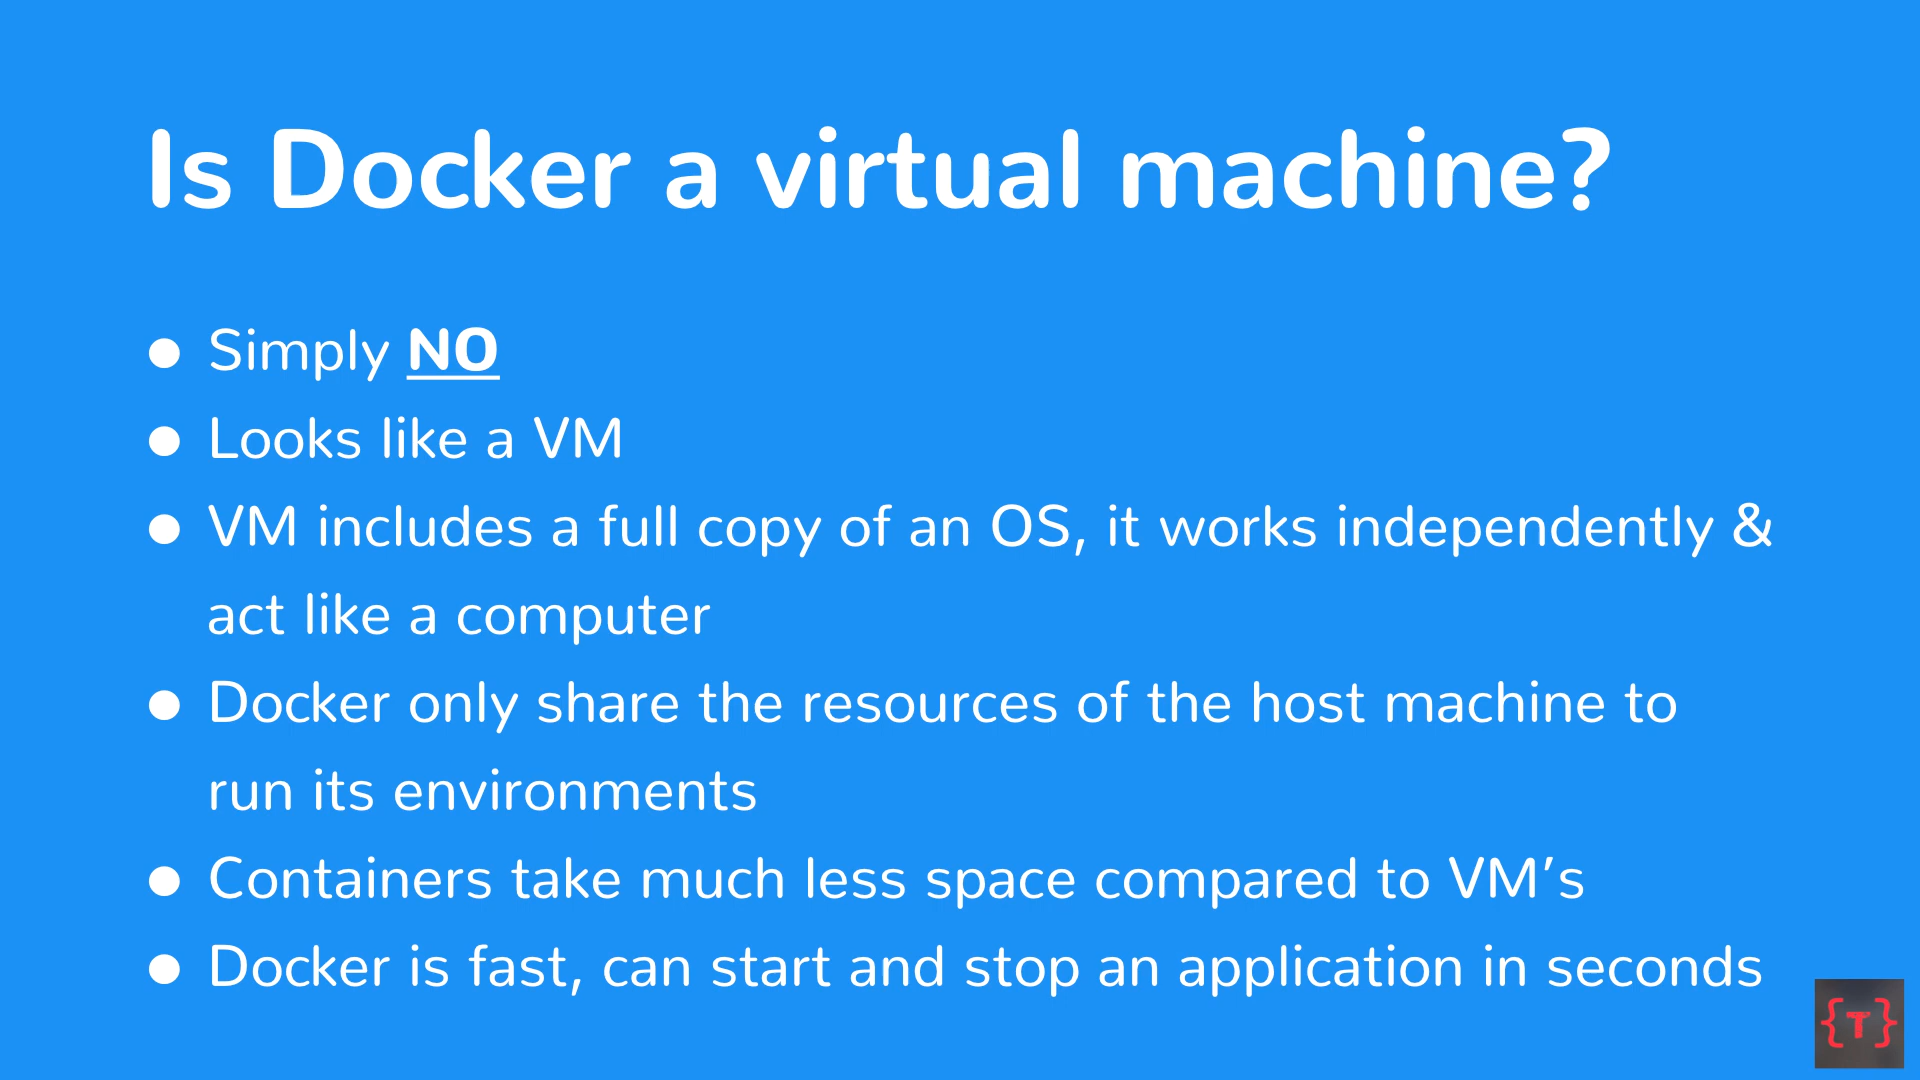 Is Docker a virtual machine?
● Simply NO
● Looks like a VM
● VM includes a full copy of an OS, it works independently &
act like a computer
● Docker only share the resources of the host machine to
run its environments
● Containers take much less space compared to VM’s
● Docker is fast, can start and stop an application in seconds
{T}